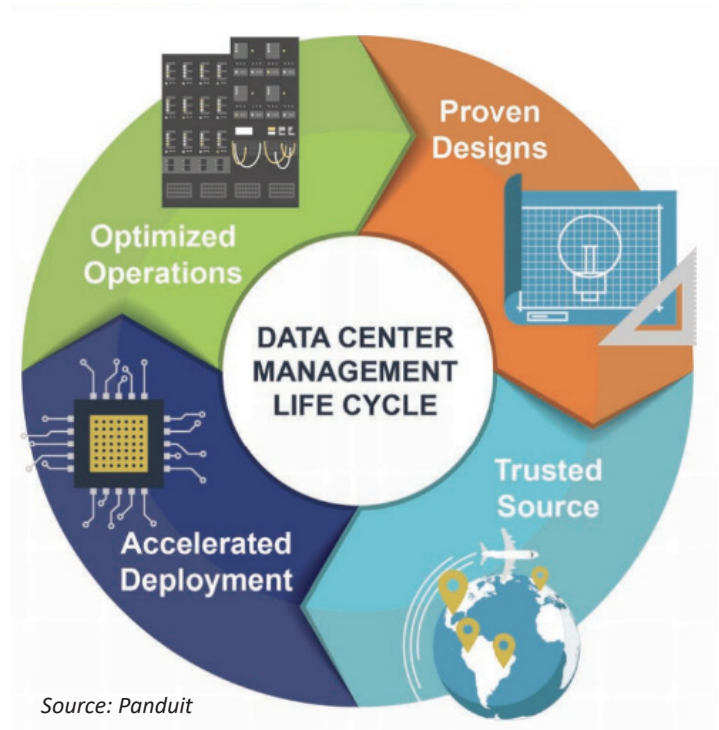 Proven
Designs
Optimized
Operations
DATA CENTER
MANAGEMENT
LIFE CYCLE
Trusted
Source
Accelerated
Deployment
Source: Panduit